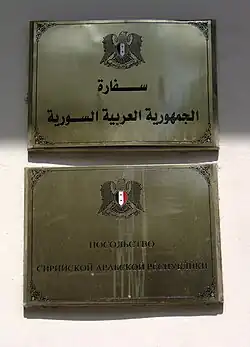 سفارة
الجمهورية العربية السورية
ПОСОЛЬСТВО
СИРИЙСКОЙ АРАБСКОЙ РЕСПУБЛИКИ